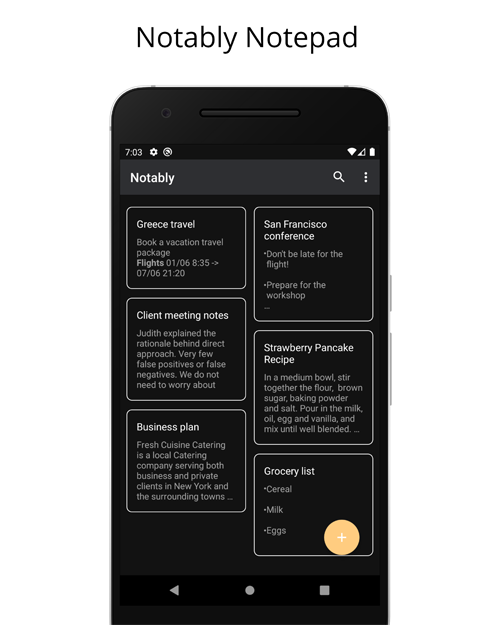 Notably Notepad
7:03
Notably
Greece travel
Book a vacation travel
package
Flights 01/06 8:35 ->
07/06 21:20
Client meeting notes
Judith explained the
rationale behind direct
approach. Very few
false positives or false
negatives. We do not
need to worry about
Business plan
Fresh Cuisine Catering
is a local Catering
company serving both
business and private
clients in New York and
the surrounding towns ...
San Francisco
conference
•Don't be late for the
flight!
•Prepare for the
workshop
...
Strawberry Pancake
Recipe
In a medium bowl, stir
together the flour, brown
sugar, baking powder
and salt. Pour in the milk,
oil, egg and vanilla, and
mix until well blended. ...
Grocery list
•Cereal
•Milk
•Eggs
+